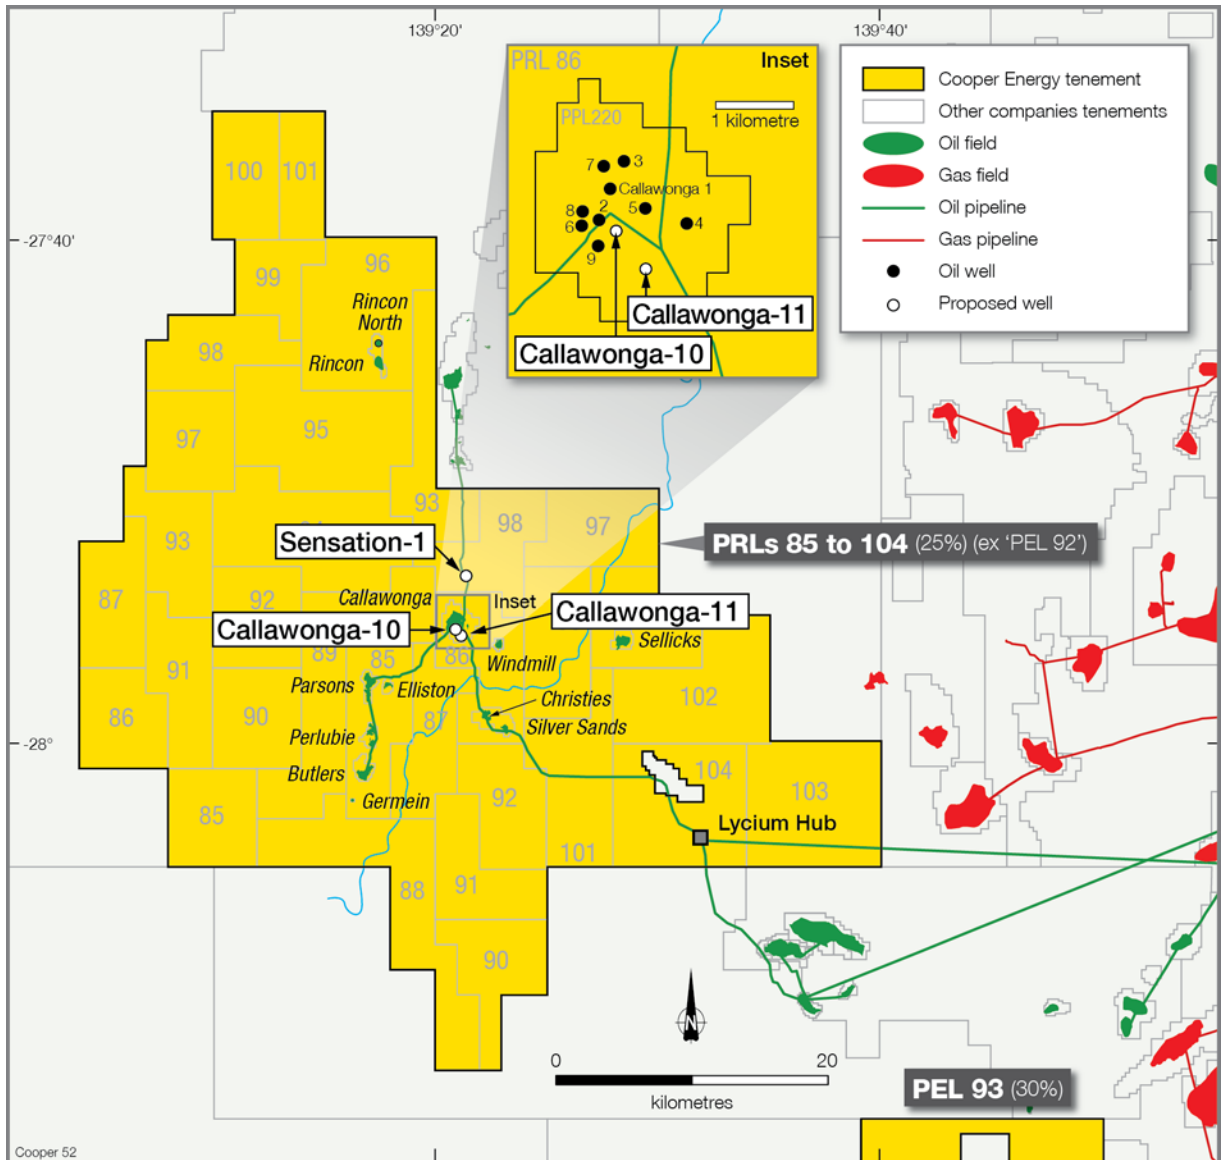 139°20'
139°40'
PRL 86
Inset
PPL220
1 kilometre
7
3
Callawonga 1
8
2
5
6
4
9
Callawonga-11
Callawonga-10
Cooper Energy tenement
Other companies tenements
Oil field
Gas field
Oil pipeline
Gas pipeline
Oil well
Proposed well
100
101
-27°40'
99
96
Rincon
North
Rincon
98
97
95
93
98
97
93
Sensation-1
PRLs 85 to 104 (25%) (ex 'PEL 92')
87
92
Callawonga
Inset
Callawonga-11
Callawonga-10
89
85
86
Sellicks
Windmill
91
Parsons
Elliston
102
86
90
87
Christies
Silver Sands
Perlubie
-28°
Butlers
104
103
92
Germein
85
Lycium Hub
101
88
91
90
N
0
20
kilometres
PEL 93 (30%)
Cooper 52